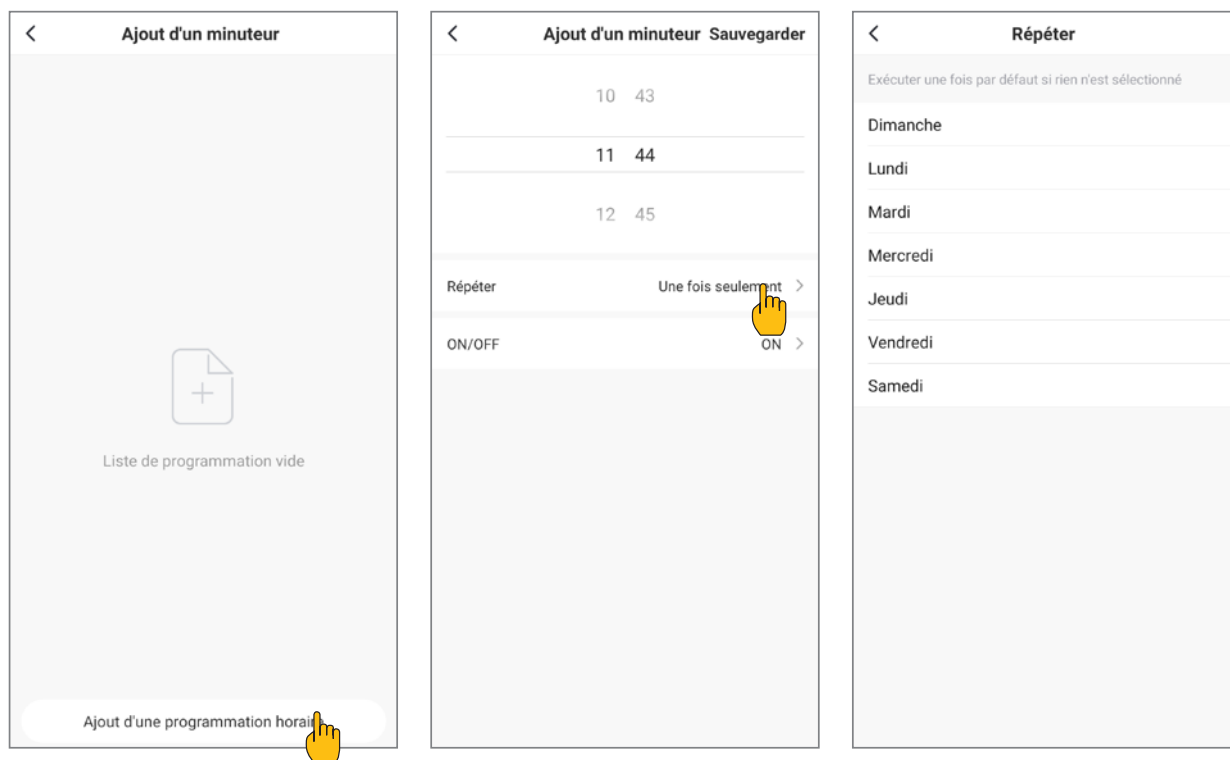 Ajout d'un minuteur
Liste de programmation vide
Ajout d'une programmation horaire
Ajout d'un minuteur Sauvegarder
10 43
11 44
12 45
Répéter Une fois seulement
ON/OFF ON
Répéter
Exécuter une fois par défaut si rien n'est sélectionné
Dimanche
Lundi
Mardi
Mercredi
Jeudi
Vendredi
Samedi